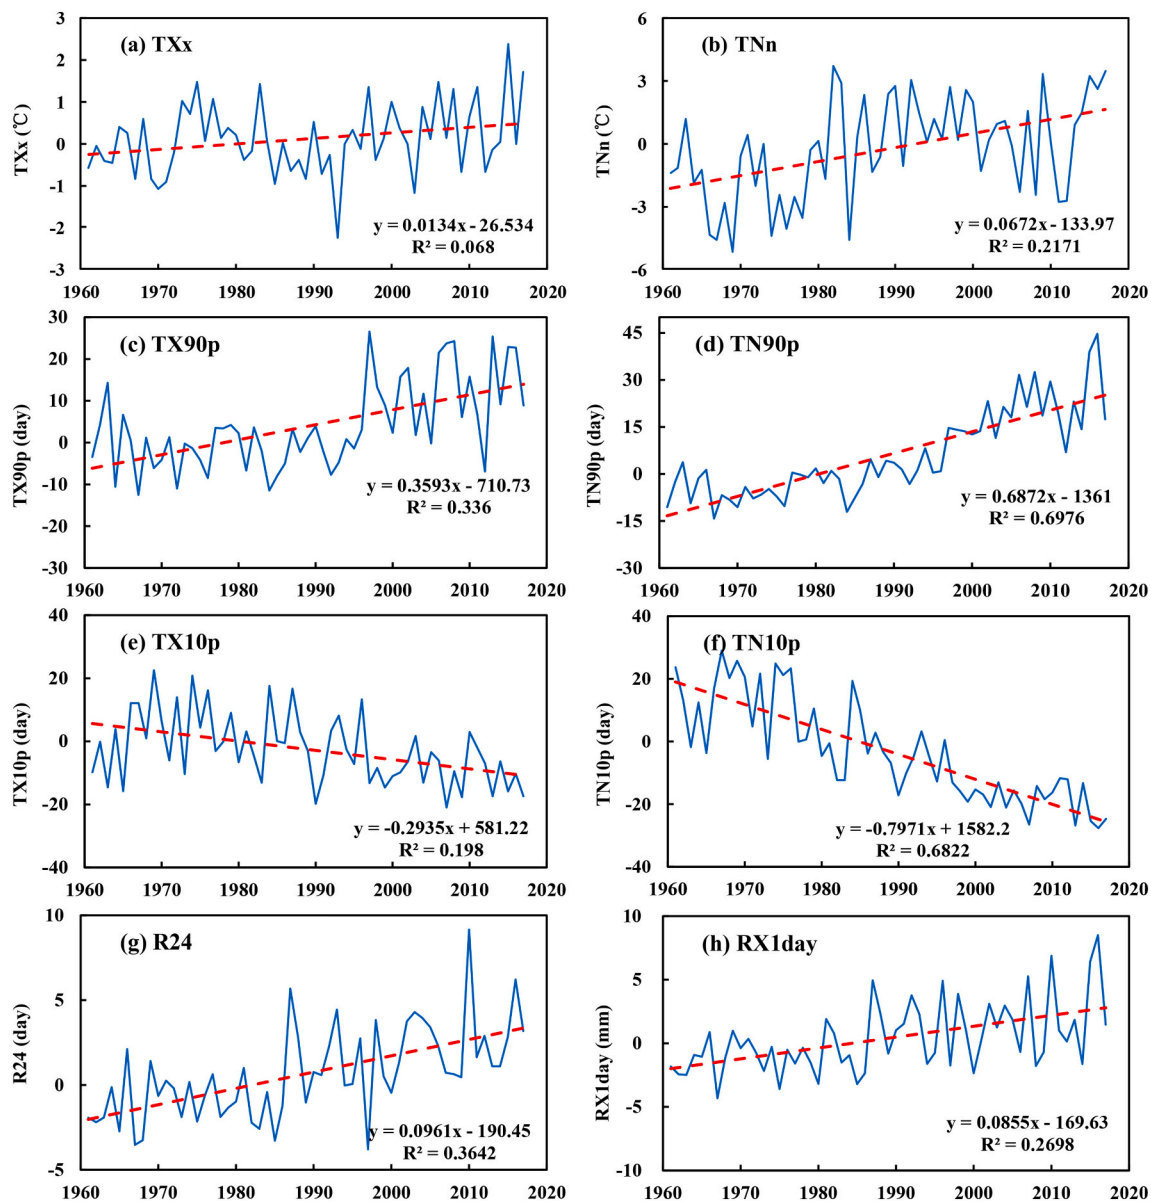 (a) TXx
TXx (℃)
3
2
1
0
-1
-2
-3
y = 0.0134x - 26.534
R² = 0.068
1960 1970 1980 1990 2000 2010 2020
(b) TNn
TNn (℃)
6
3
0
-3
-6
y = 0.0672x - 133.97
R² = 0.2171
1960 1970 1980 1990 2000 2010 2020
(c) TX90p
TX90p (day)
30
20
10
0
-10
-20
-30
y = 0.3593x - 710.73
R² = 0.336
1960 1970 1980 1990 2000 2010 2020
(d) TN90p
TN90p (day)
45
30
15
0
-15
-30
y = 0.6872x - 1361
R² = 0.6976
1960 1970 1980 1990 2000 2010 2020
(e) TX10p
TX10p (day)
40
20
0
-20
-40
y = -0.2935x + 581.22
R² = 0.198
1960 1970 1980 1990 2000 2010 2020
(f) TN10p
TN10p (day)
40
20
0
-20
-40
y = -0.7971x + 1582.2
R² = 0.6822
1960 1970 1980 1990 2000 2010 2020
(g) R24
R24 (day)
10
5
0
-5
y = 0.0961x - 190.45
R² = 0.3642
1960 1970 1980 1990 2000 2010 2020
(h) RX1day
RX1day (mm)
10
5
0
-5
-10
y = 0.0855x - 169.63
R² = 0.2698
1960 1970 1980 1990 2000 2010 2020